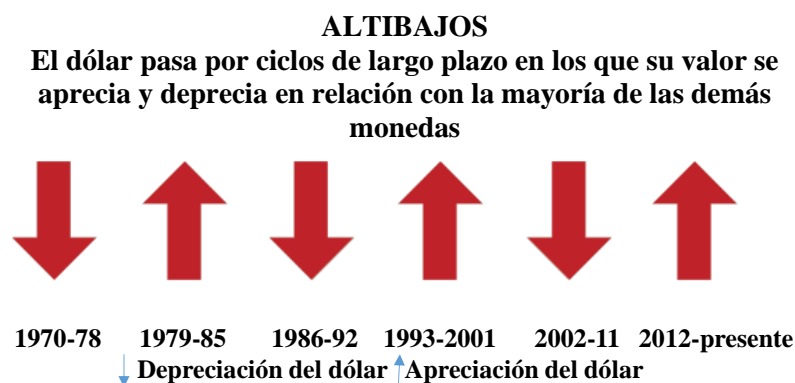 ALTIBAJOS
El dólar pasa por ciclos de largo plazo en los que su valor se
aprecia y deprecia en relación con la mayoría de las demás
monedas
1970-78 1979-85 1986-92 1993-2001 2002-11 2012-presente
Depreciación del dólar Apreciación del dólar